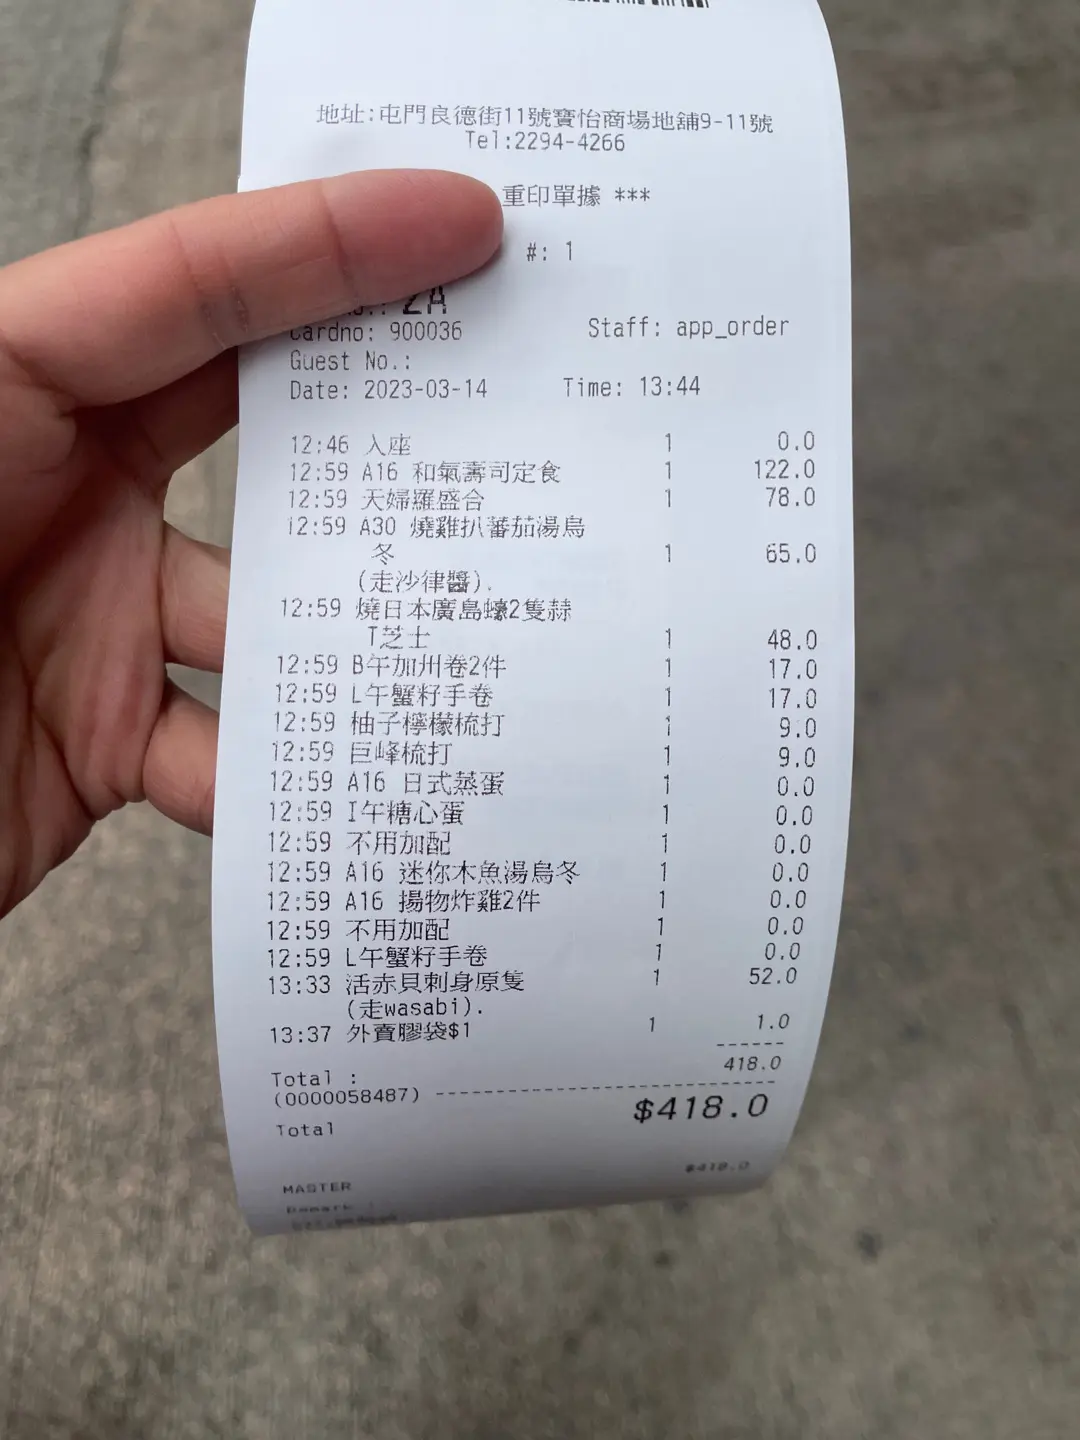 地址:屯門良德街11號寶怡商場地舖9-11號
Tel:2294-4266
重印單據 ***
#: 1
2A
Cardno: 900036 Staff: app_order
Guest No.:
Date: 2023-03-14 Time: 13:44
12:46 入座 1 0.0
12:59 A16 和氣壽司定食 1 122.0
12:59 天婦羅盛合 1 78.0
12:59 A30 燒雞扒蕃茄湯烏
冬 1 65.0
(走沙律醬).
12:59 燒日本廣島蠔2隻赫
T芝士 1 48.0
12:59 B午加州卷2件 1 17.0
12:59 L午蟹籽手卷 1 17.0
12:59 柚子檸檬梳打 1 9.0
12:59 巨峰梳打 1 9.0
12:59 A16 日式蒸蛋 1 0.0
12:59 I午糖心蛋 1 0.0
12:59 不用加配 1 0.0
12:59 A16 迷你木魚湯烏冬 1 0.0
12:59 A16 揚物炸雞2件 1 0.0
12:59 不用加配 1 0.0
12:59 L午蟹籽手卷 1 0.0
13:33 活赤貝刺身原隻 1 52.0
(走wasabi).
13:37 外賣膠袋$1 1 1.0
Total : 418.0
(0000058487)
Total $418.0
MASTER $418.0
Remark :